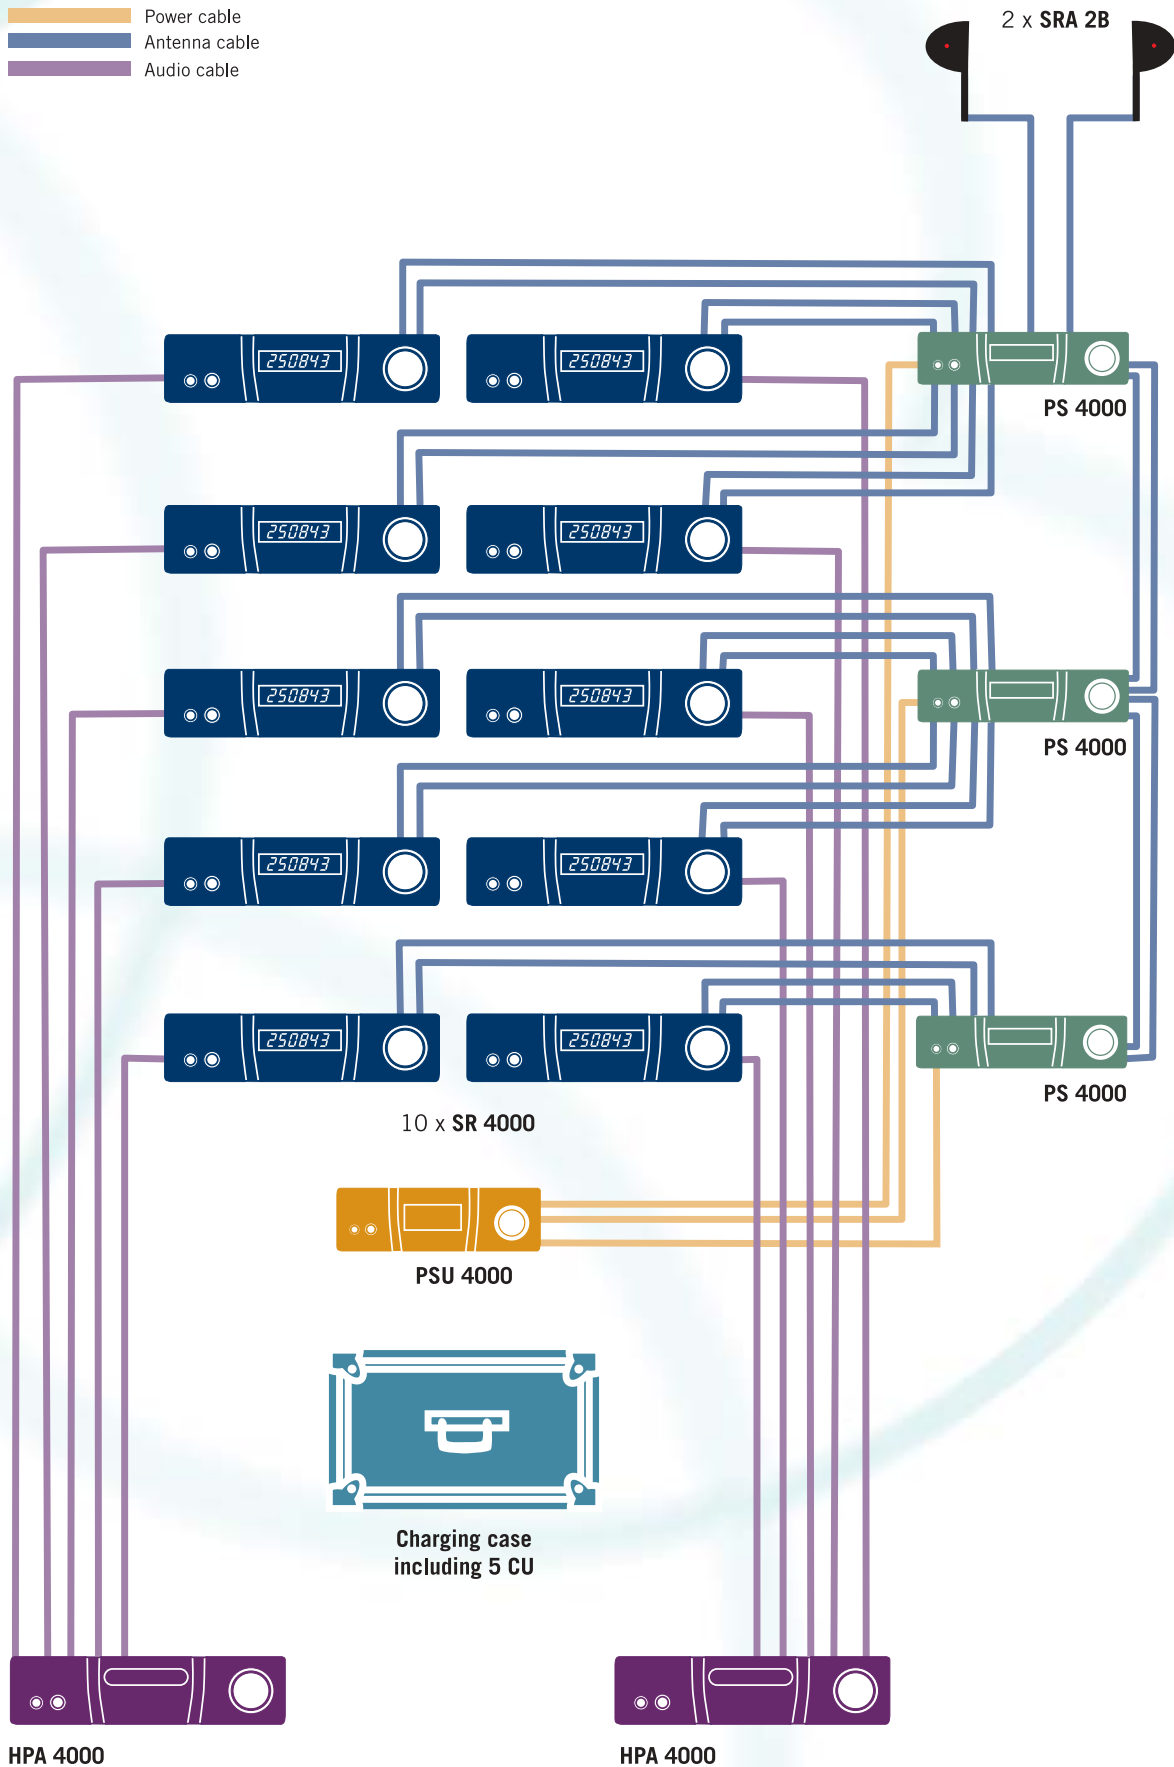 Power cable
Antenna cable
Audio cable
2 x SRA 2B
250843
250843
PS 4000
250843
250843
250843
250843
PS 4000
250843
250843
250843
250843
PS 4000
10 x SR 4000
PSU 4000
Charging case
including 5 CU
HPA 4000
HPA 4000